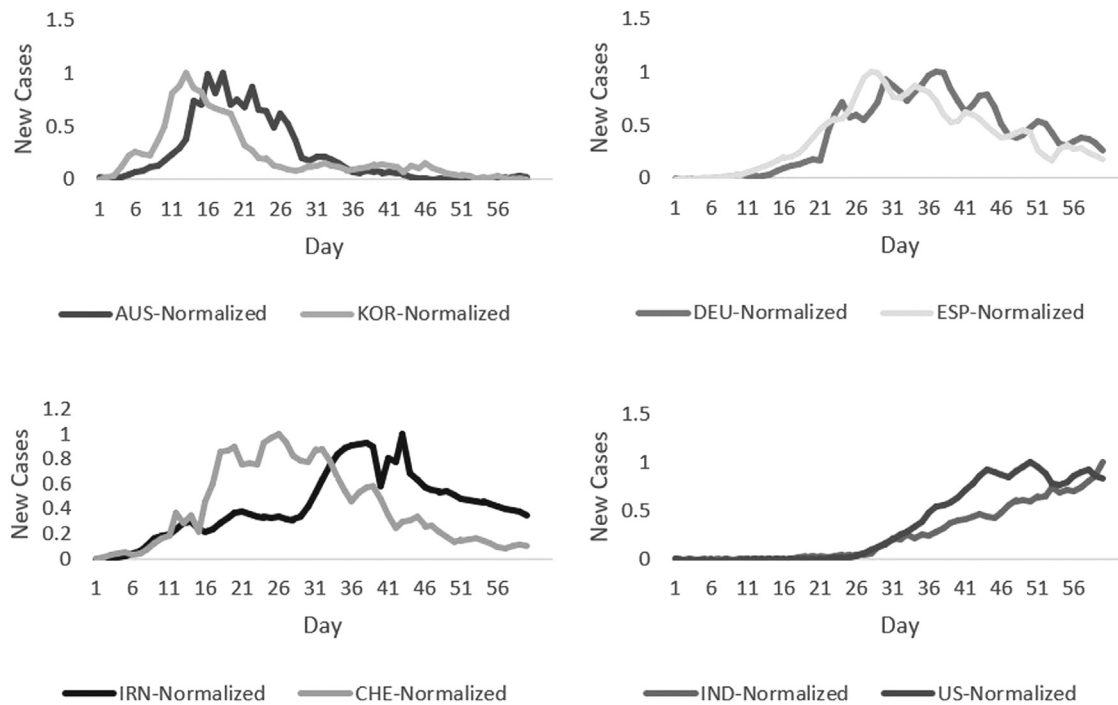 1.5
1
0.5
0
New Cases
1 6 11 16 21 26 31 36 41 46 51 56
Day
AUS-Normalized KOR-Normalized
1.5
1
0.5
0
New Cases
1 6 11 16 21 26 31 36 41 46 51 56
Day
DEU-Normalized ESP-Normalized
1.2
1
0.8
0.6
0.4
0.2
0
New Cases
1 6 11 16 21 26 31 36 41 46 51 56
Day
IRN-Normalized CHE-Normalized
1.5
1
0.5
0
New Cases
1 6 11 16 21 26 31 36 41 46 51 56
Day
IND-Normalized US-Normalized